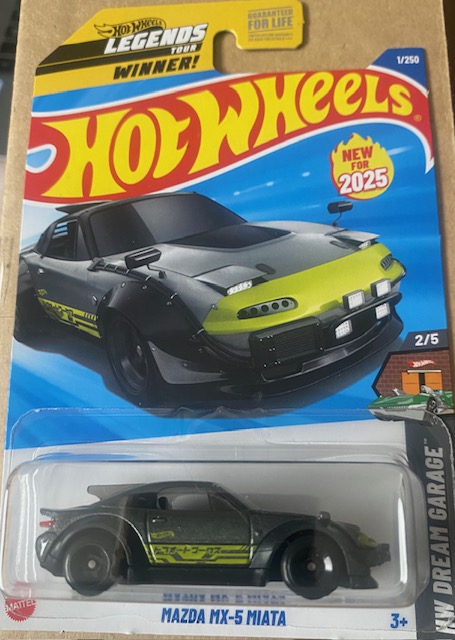 Hot Wheels
LEGENDS
TOUR
WINNER!
GUARANTEED
FOR LIFE
1/250
Hot Wheels®
NEW
FOR
2025
2/5
HW DREAM GARAGE™
MATTEL
MAZDA MX-5 MIATA
3+